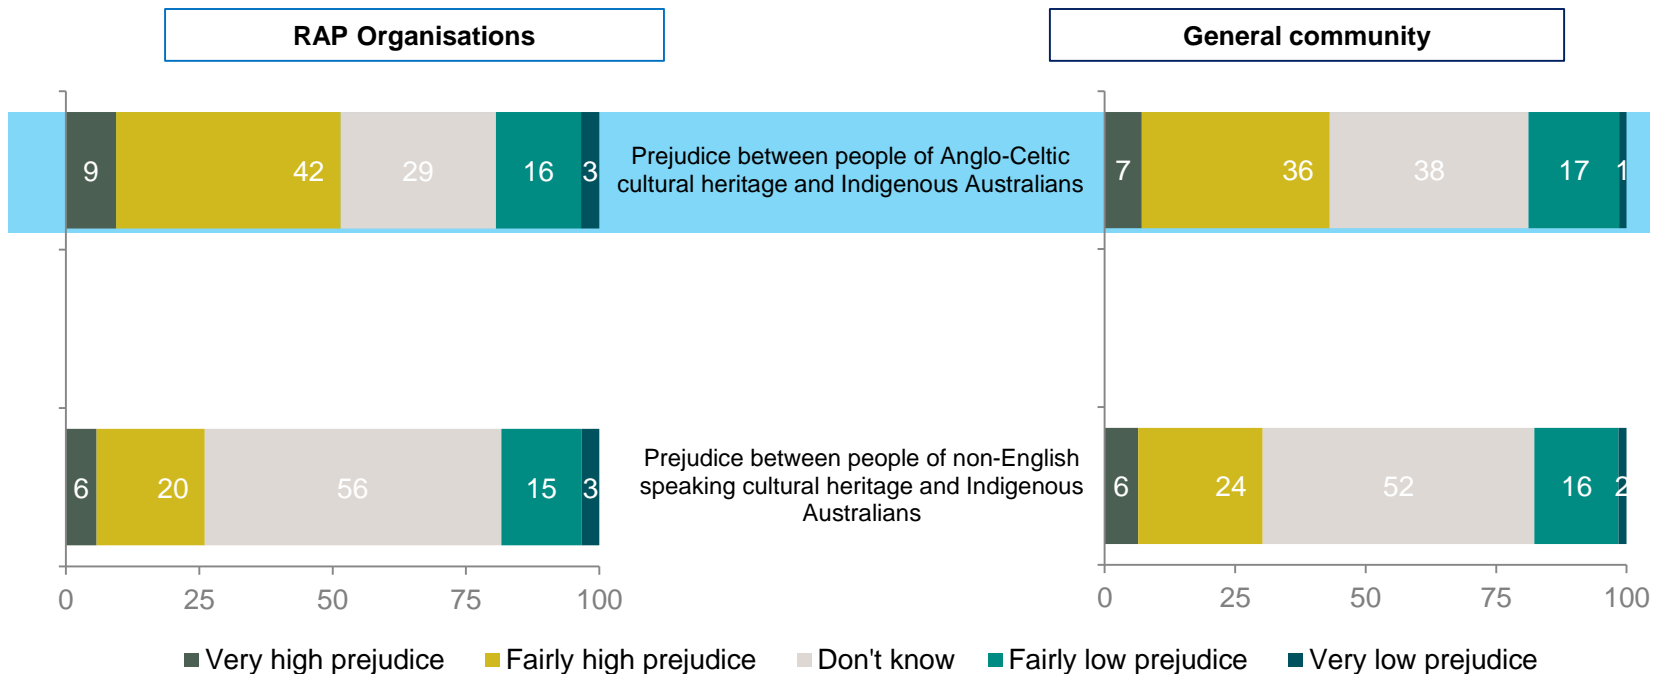 RAP Organisations
General community
9 42 29 16 3
Prejudice between people of Anglo-Celtic
cultural heritage and Indigenous Australians
7 36 38 17 1
6 20 56 15 3
Prejudice between people of non-English
speaking cultural heritage and Indigenous
Australians
6 24 52 16 2
0 25 50 75 100
0 25 50 75 100
Very high prejudice Fairly high prejudice Don't know Fairly low prejudice Very low prejudice